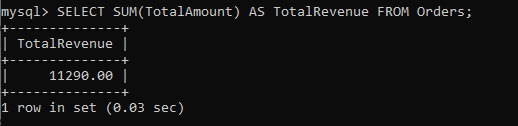 mysql> SELECT SUM(TotalAmount) AS TotalRevenue FROM Orders;
+--------------+
| TotalRevenue |
+--------------+
|     11290.00 |
+--------------+
1 row in set (0.03 sec)